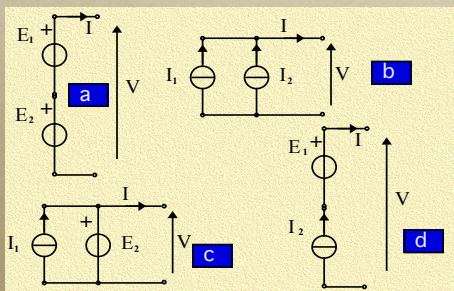 E1 + I
V
a
E2 +
I
I1 I2 V b
E1 + I
V
I2
d
I
I1 + E2 V c